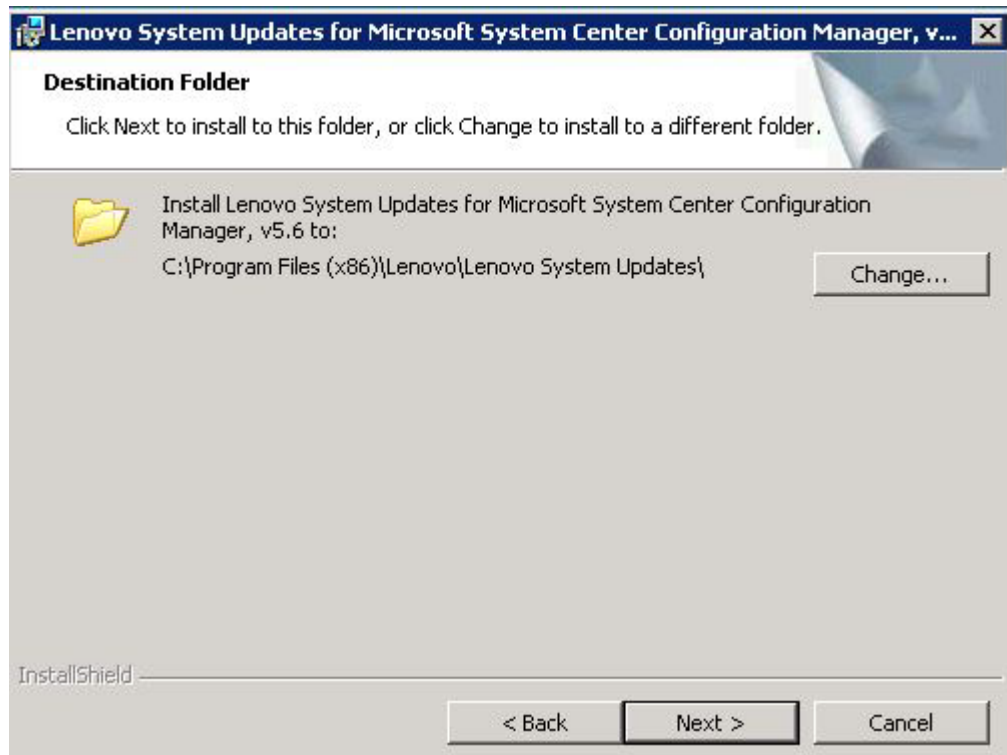 Lenovo System Updates for Microsoft System Center Configuration Manager, v...
Destination Folder
Click Next to install to this folder, or click Change to install to a different folder.
Install Lenovo System Updates for Microsoft System Center Configuration
Manager, v5.6 to:
C:\Program Files (x86)\Lenovo\Lenovo System Updates\
Change...
InstallShield
< Back
Next >
Cancel